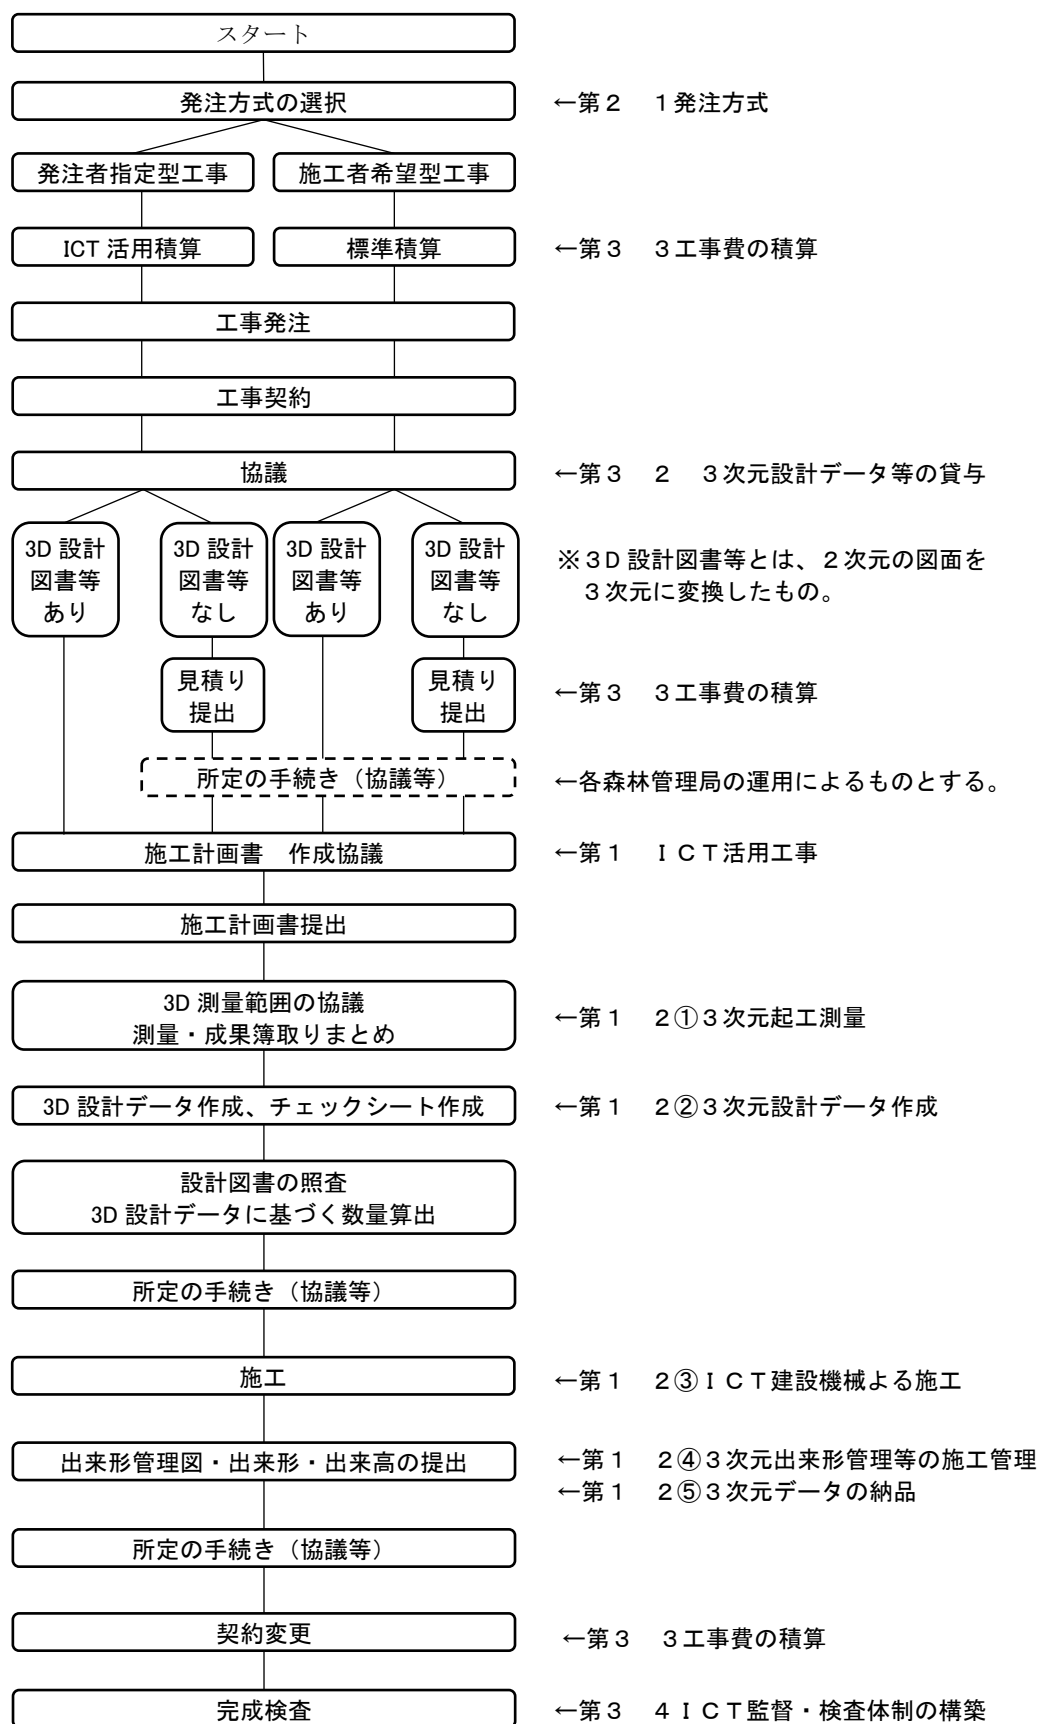 スタート
発注方式の選択
←第２　１発注方式
発注者指定型工事
施工者希望型工事
ICT 活用積算
標準積算
←第３　３工事費の積算
工事発注
工事契約
協議
←第３　２　３次元設計データ等の貸与
3D 設計
図書等
あり
3D 設計
図書等
なし
3D 設計
図書等
あり
3D 設計
図書等
なし
※３D 設計図書等とは、２次元の図面を
３次元に変換したもの。
見積り
提出
見積り
提出
←第３　３工事費の積算
所定の手続き（協議等）
←各森林管理局の運用によるものとする。
施工計画書　作成協議
←第１　ＩＣＴ活用工事
施工計画書提出
3D 測量範囲の協議
測量・成果簿取りまとめ
←第１　２①３次元起工測量
3D 設計データ作成、チェックシート作成
←第１　２②３次元設計データ作成
設計図書の照査
3D 設計データに基づく数量算出
所定の手続き（協議等）
施工
←第１　２③ＩＣＴ建設機械よる施工
出来形管理図・出来形・出来高の提出
←第１　２④３次元出来形管理等の施工管理
←第１　２⑤３次元データの納品
所定の手続き（協議等）
契約変更
←第３　３工事費の積算
完成検査
←第３　４ＩＣＴ監督・検査体制の構築